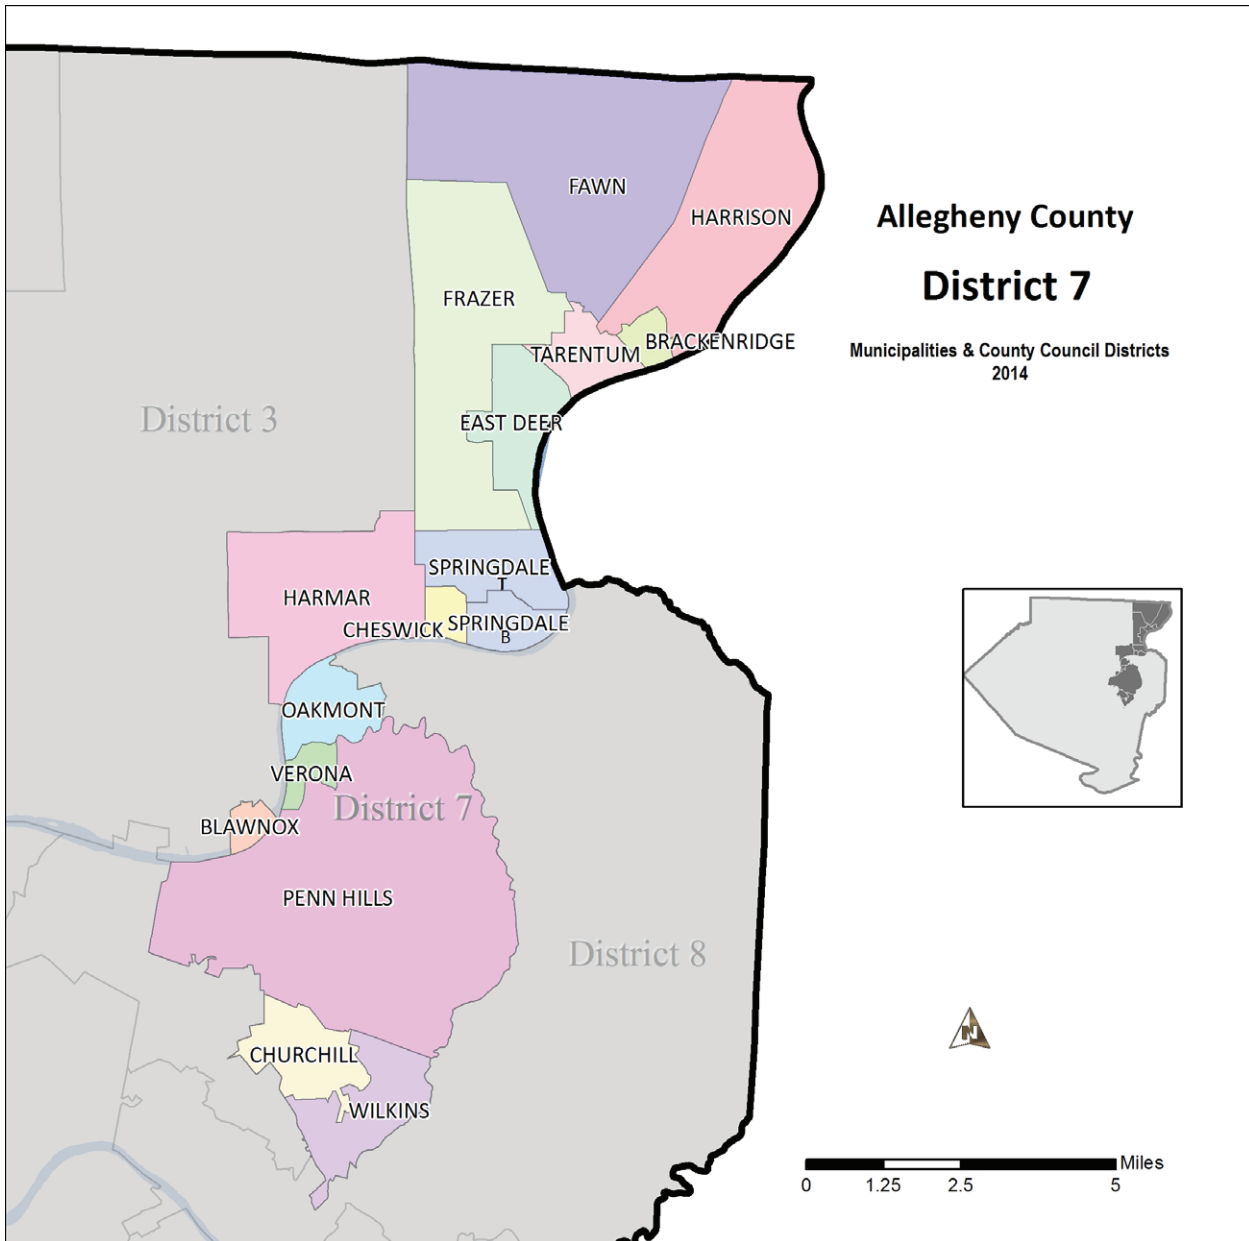 FAWN
HARRISON
Allegheny County
District 7
FRAZER
BRACKENRIDGE
TARENTUM
Municipalities & County Council Districts
2014
District 3
EAST DEER
SPRINGDALE
T
HARMAR
CHESWICK
SPRINGDALE
B
OAKMONT
VERONA
District 7
BLAWNOX
PENN HILLS
District 8
N
CHURCHILL
WILKINS
Miles
0 1.25 2.5 5